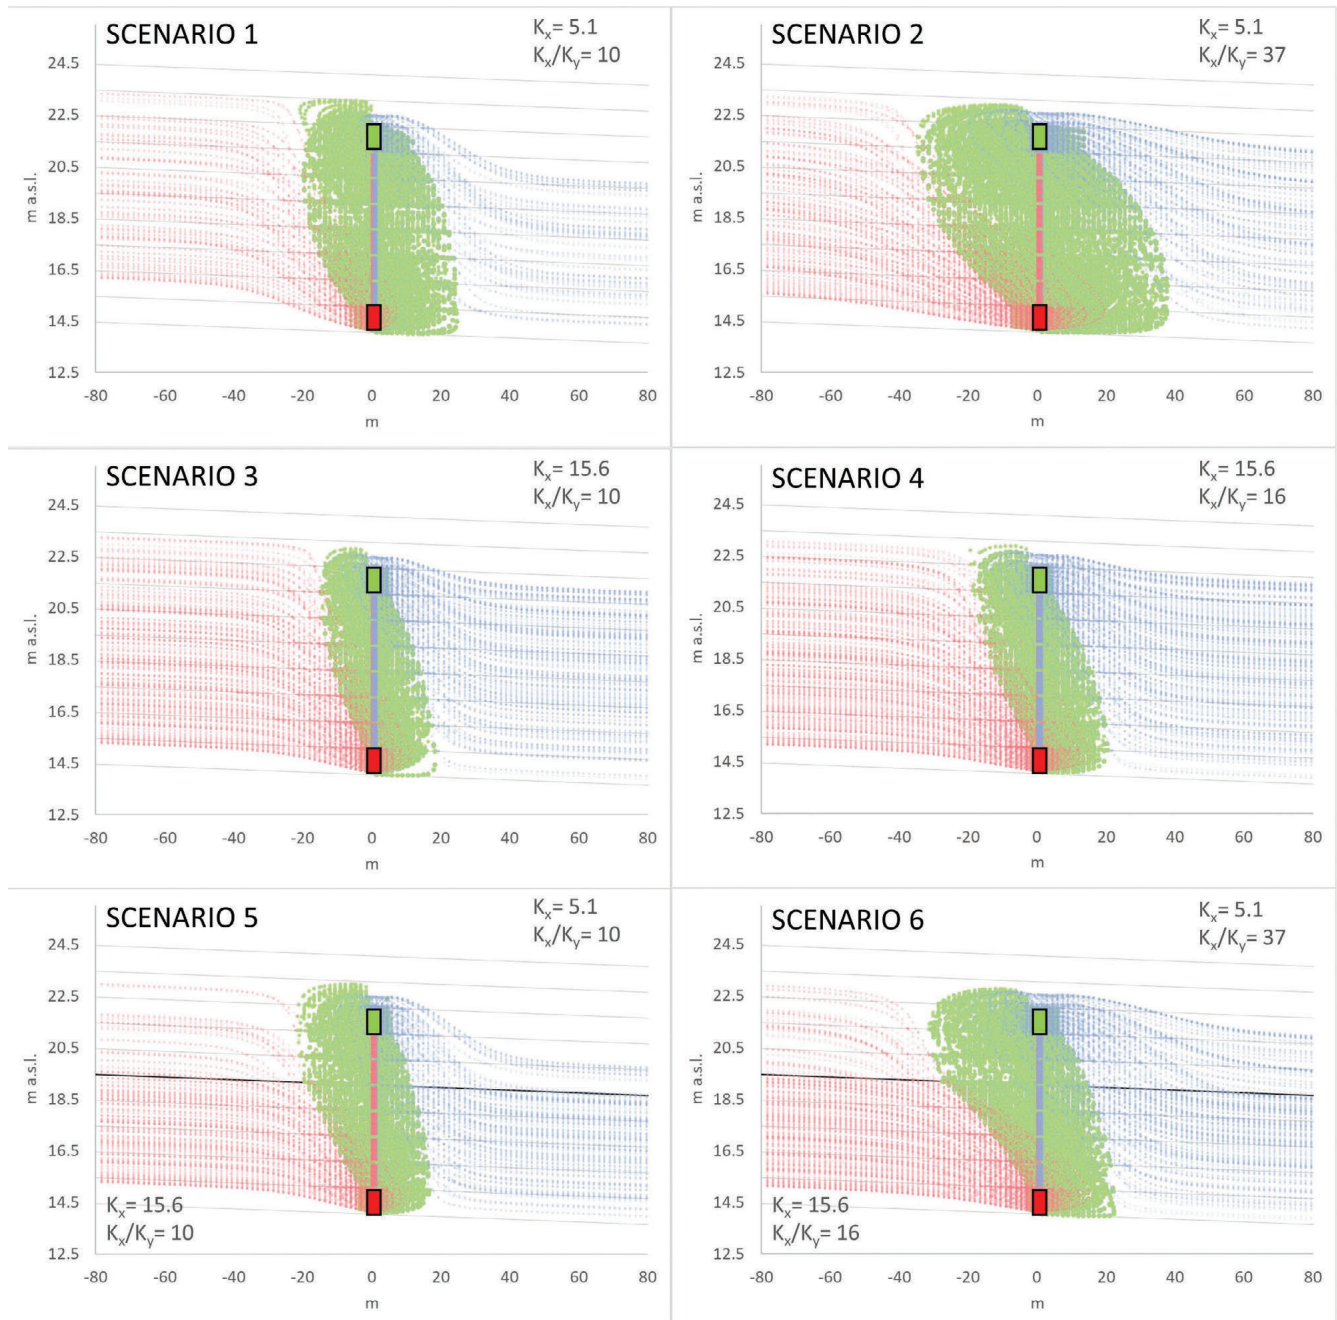 SCENARIO 1
Kx= 5.1
Kx/Ky= 10
24.5
22.5
20.5
18.5
16.5
14.5
12.5
m a.s.l.
-80 -60 -40 -20 0 20 40 60 80
m
SCENARIO 2
Kx= 5.1
Kx/Ky= 37
24.5
22.5
20.5
18.5
16.5
14.5
12.5
m a.s.l.
-80 -60 -40 -20 0 20 40 60 80
m
SCENARIO 3
Kx= 15.6
Kx/Ky= 10
24.5
22.5
20.5
18.5
16.5
14.5
12.5
m a.s.l.
-80 -60 -40 -20 0 20 40 60 80
m
SCENARIO 4
Kx= 15.6
Kx/Ky= 16
24.5
22.5
20.5
18.5
16.5
14.5
12.5
m a.s.l.
-80 -60 -40 -20 0 20 40 60 80
m
SCENARIO 5
Kx= 5.1
Kx/Ky= 10
24.5
22.5
20.5
18.5
16.5
14.5
12.5
m a.s.l.
Kx= 15.6
Kx/Ky= 10
-80 -60 -40 -20 0 20 40 60 80
m
SCENARIO 6
Kx= 5.1
Kx/Ky= 37
24.5
22.5
20.5
18.5
16.5
14.5
12.5
m a.s.l.
Kx= 15.6
Kx/Ky= 16
-80 -60 -40 -20 0 20 40 60 80
m